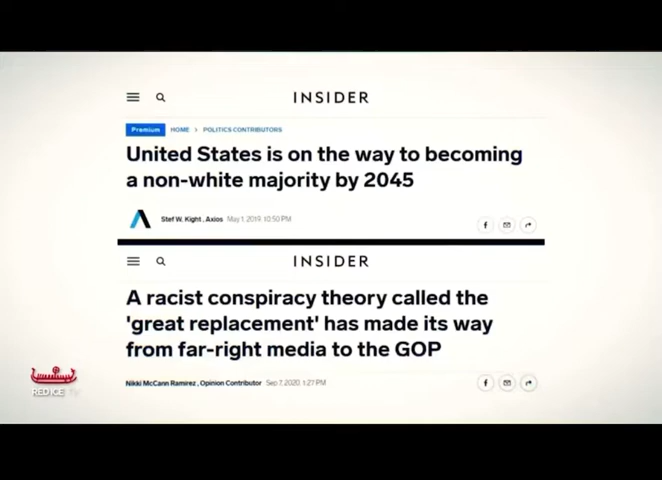 INSIDER
Premium HOME > POLITICS CONTRIBUTORS
United States is on the way to becoming
a non-white majority by 2045
Stef W. Kight, Axios May 1, 2019, 10:50 PM
INSIDER
A racist conspiracy theory called the
'great replacement' has made its way
from far-right media to the GOP
Nikki McCann Ramirez, Opinion Contributor Sep 7, 2020, 1:27 PM
RED ICE TV